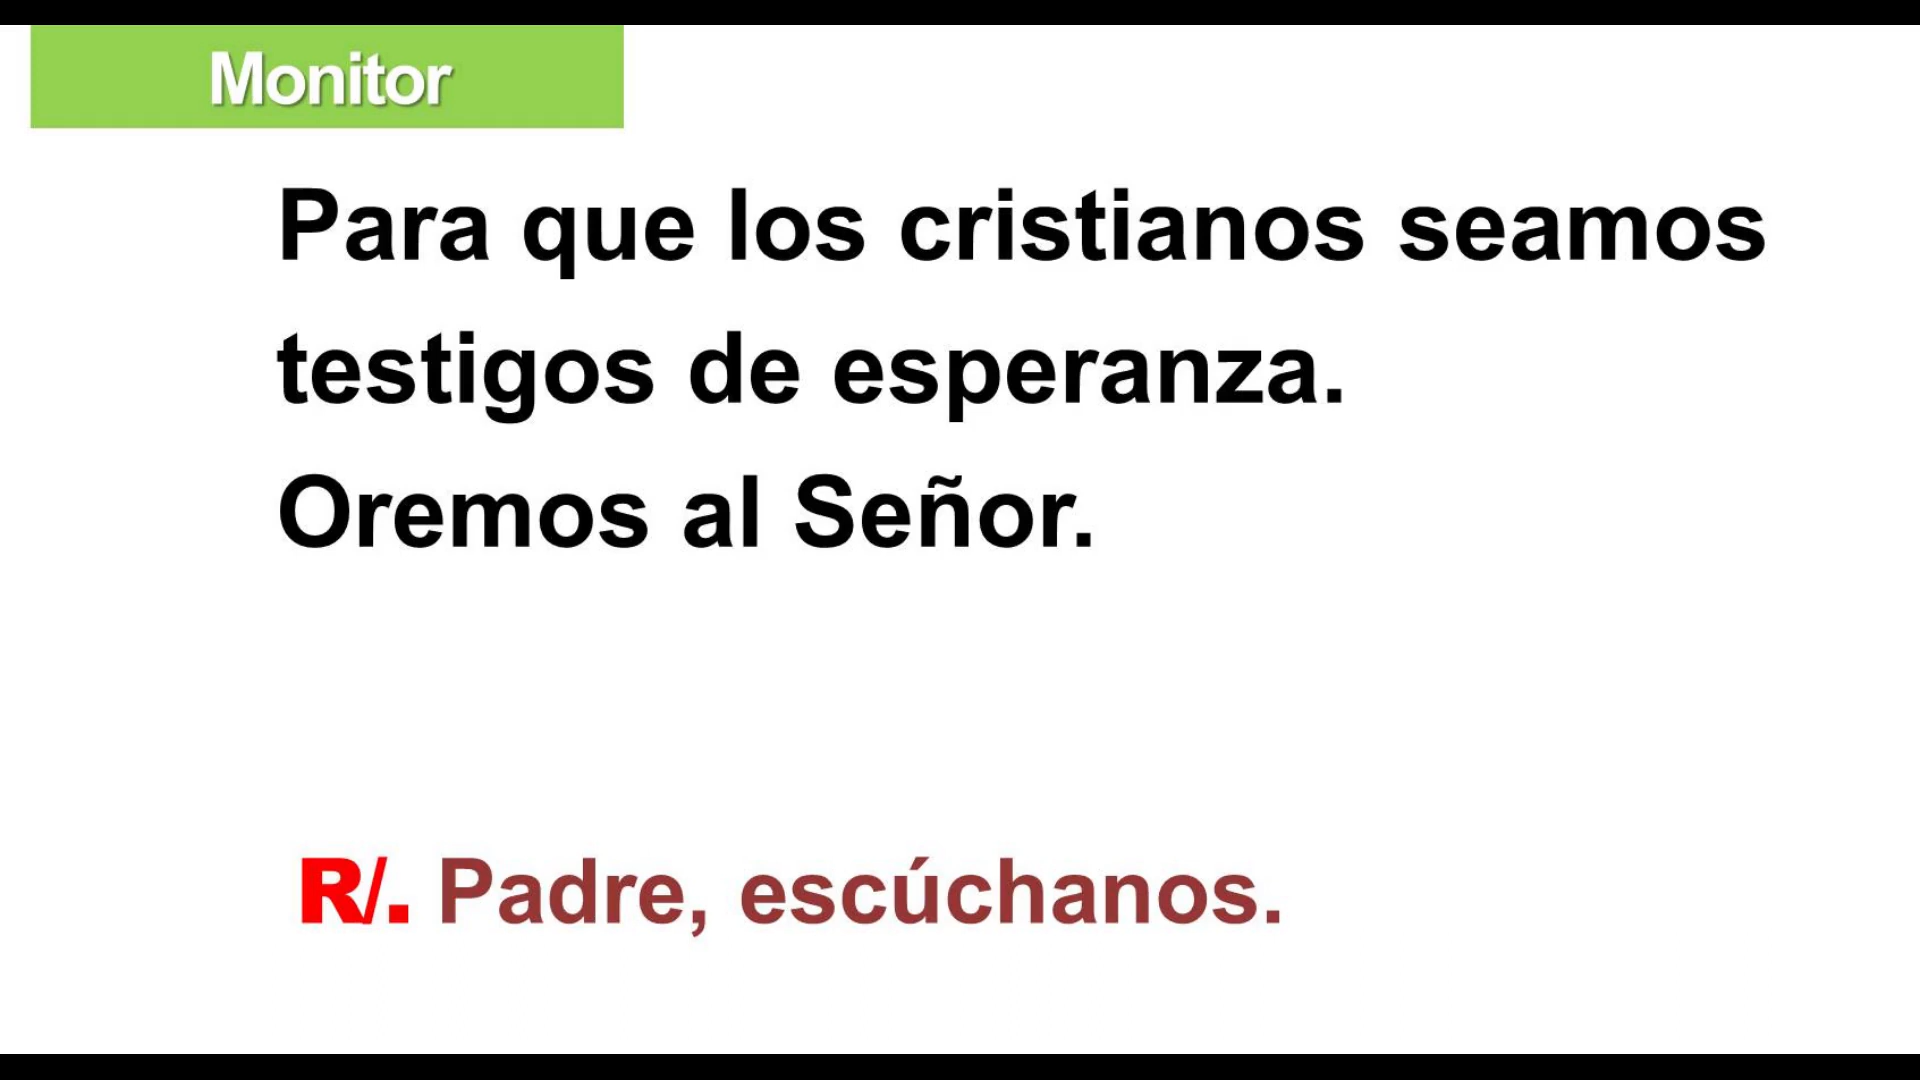 Monitor
Para que los cristianos seamos
testigos de esperanza.
Oremos al Señor.
R/. Padre, escúchanos.